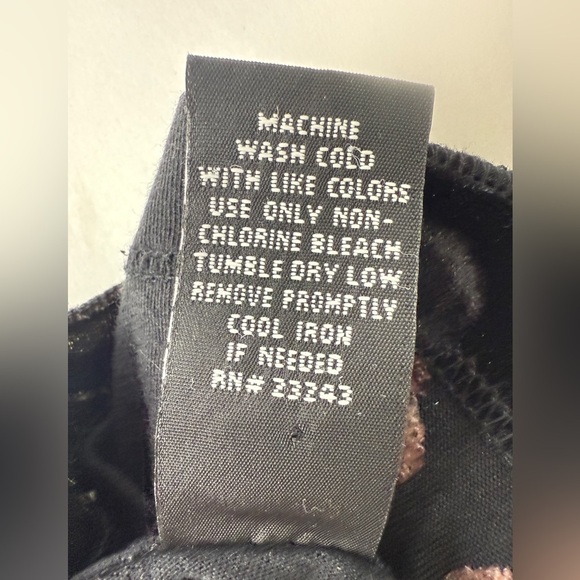 MACHINE
WASH COLD
WITH LIKE COLORS
USE ONLY NON-
CHLORINE BLEACH
TUMBLE DRY LOW
REMOVE PROMPTLY
COOL IRON
IF NEEDED
RN# 23243